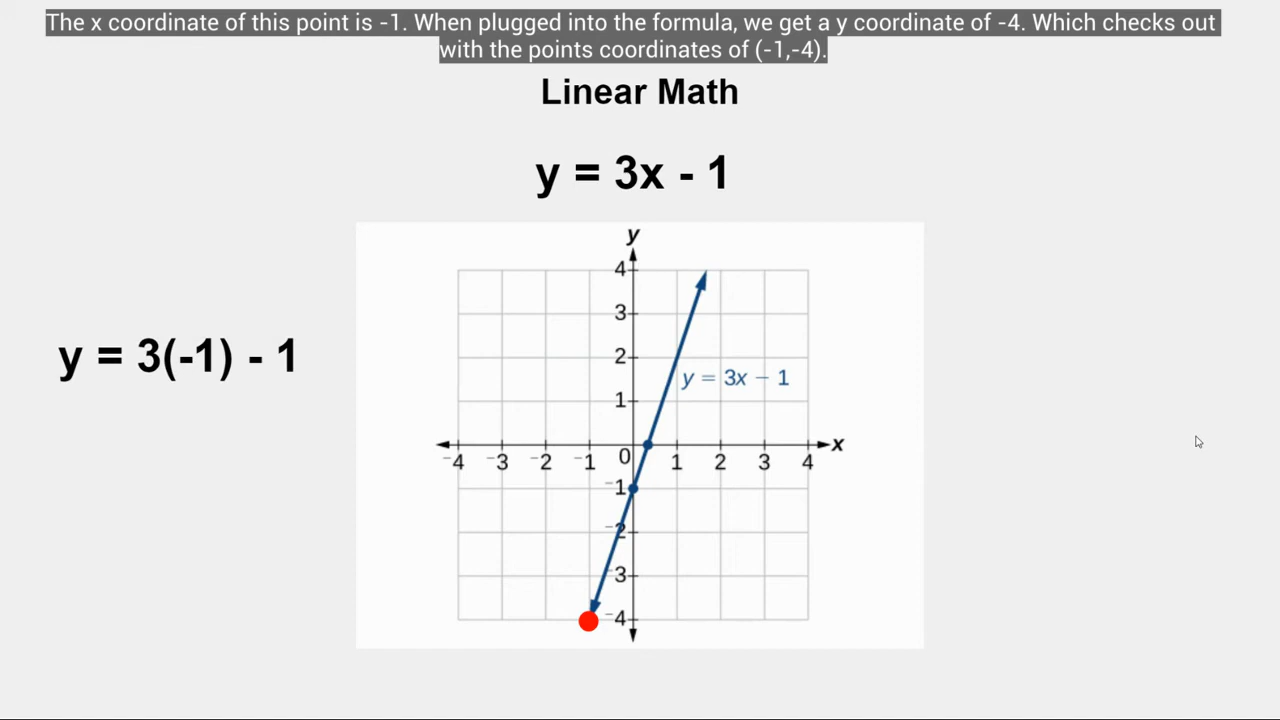 The x coordinate of this point is -1. When plugged into the formula, we get a y coordinate of -4. Which checks out
with the points coordinates of (-1,-4).
Linear Math
y = 3x - 1
y = 3(-1) - 1
y
4
3
2
1
y = 3x − 1
x
-4 -3 -2 -1 0 1 2 3 4
-1
-2
-3
-4